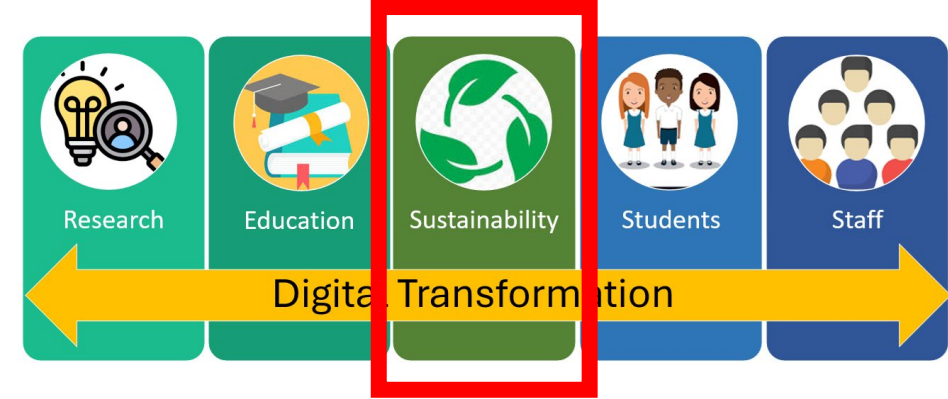 Research
Education
Sustainability
Students
Staff
Digital Transformation